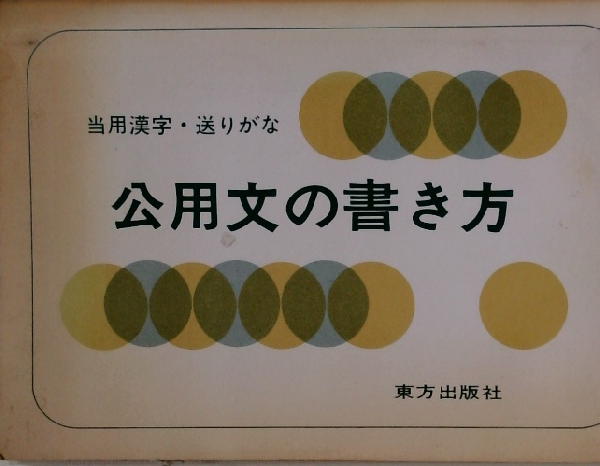 当用漢字・送りがな
公用文の書き方
東方出版社